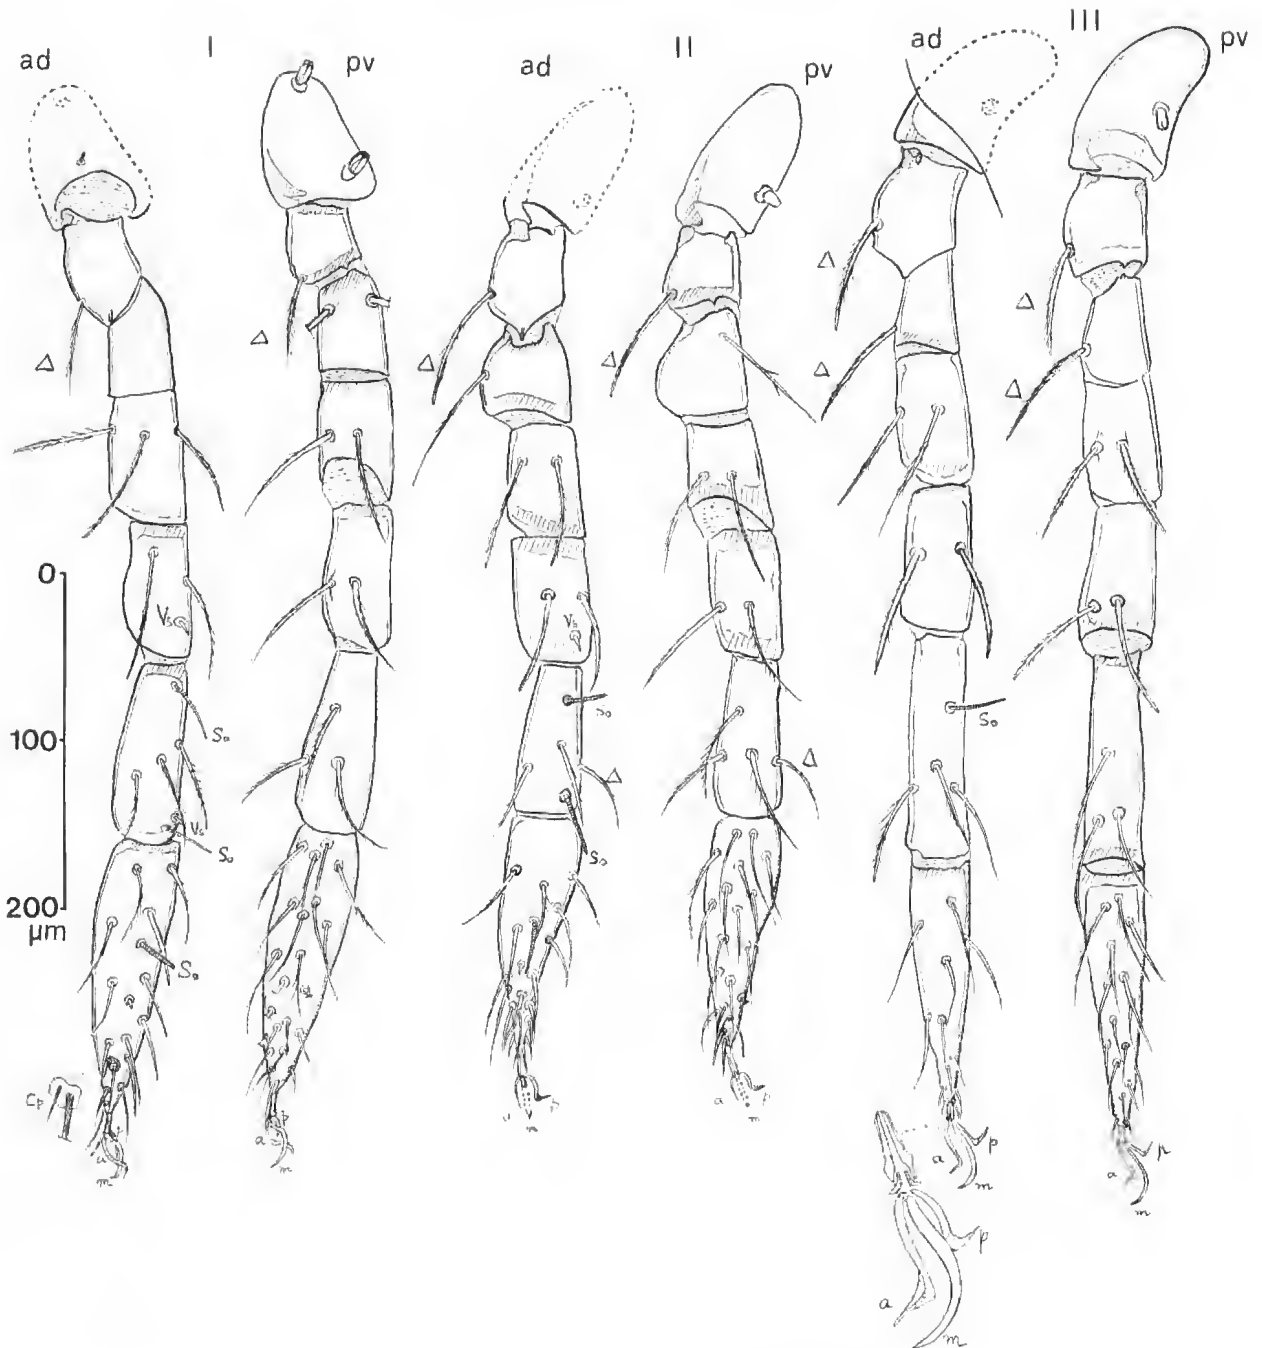 I II III
ad pv ad pv ad pv
Δ Δ Δ Δ Δ Δ Δ Δ
0
Vs Vs
So So So
100
Δ Δ
Vs
So So
200
µm
So
Cp
a p m a p m a p m a p m a p m a p m
a p m